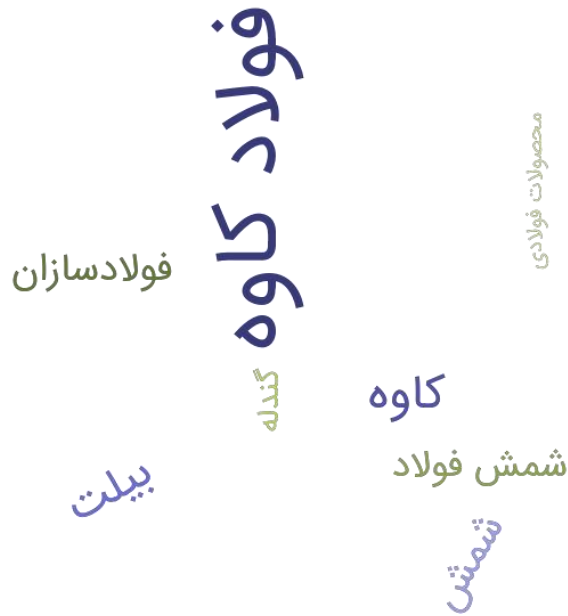 فولاد کاوه
محصولات فولادی
فولادسازان
گندله
کاوه
شمش فولاد
بیلت
شمش